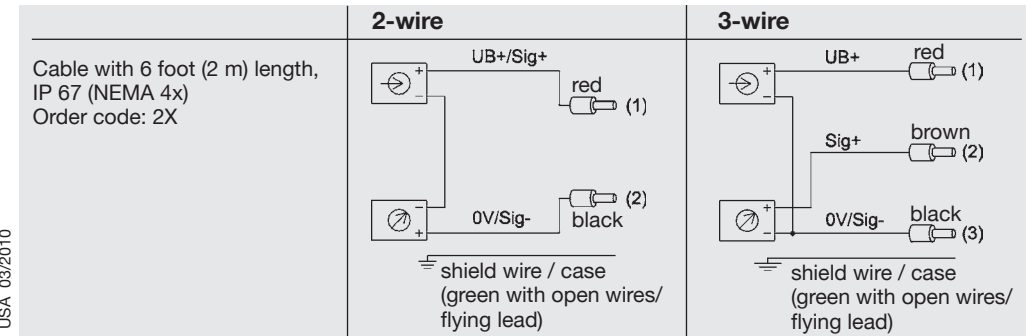 2-wire
3-wire
Cable with 6 foot (2 m) length,
IP 67 (NEMA 4x)
Order code: 2X
UB+/Sig+
red
(1)
+
−
(2)
black
−
+
0V/Sig-
shield wire / case
(green with open wires/
flying lead)
UB+
red
(1)
+
−
Sig+
brown
(2)
+
−
0V/Sig-
black
(3)
shield wire / case
(green with open wires/
flying lead)
USA 03/2010